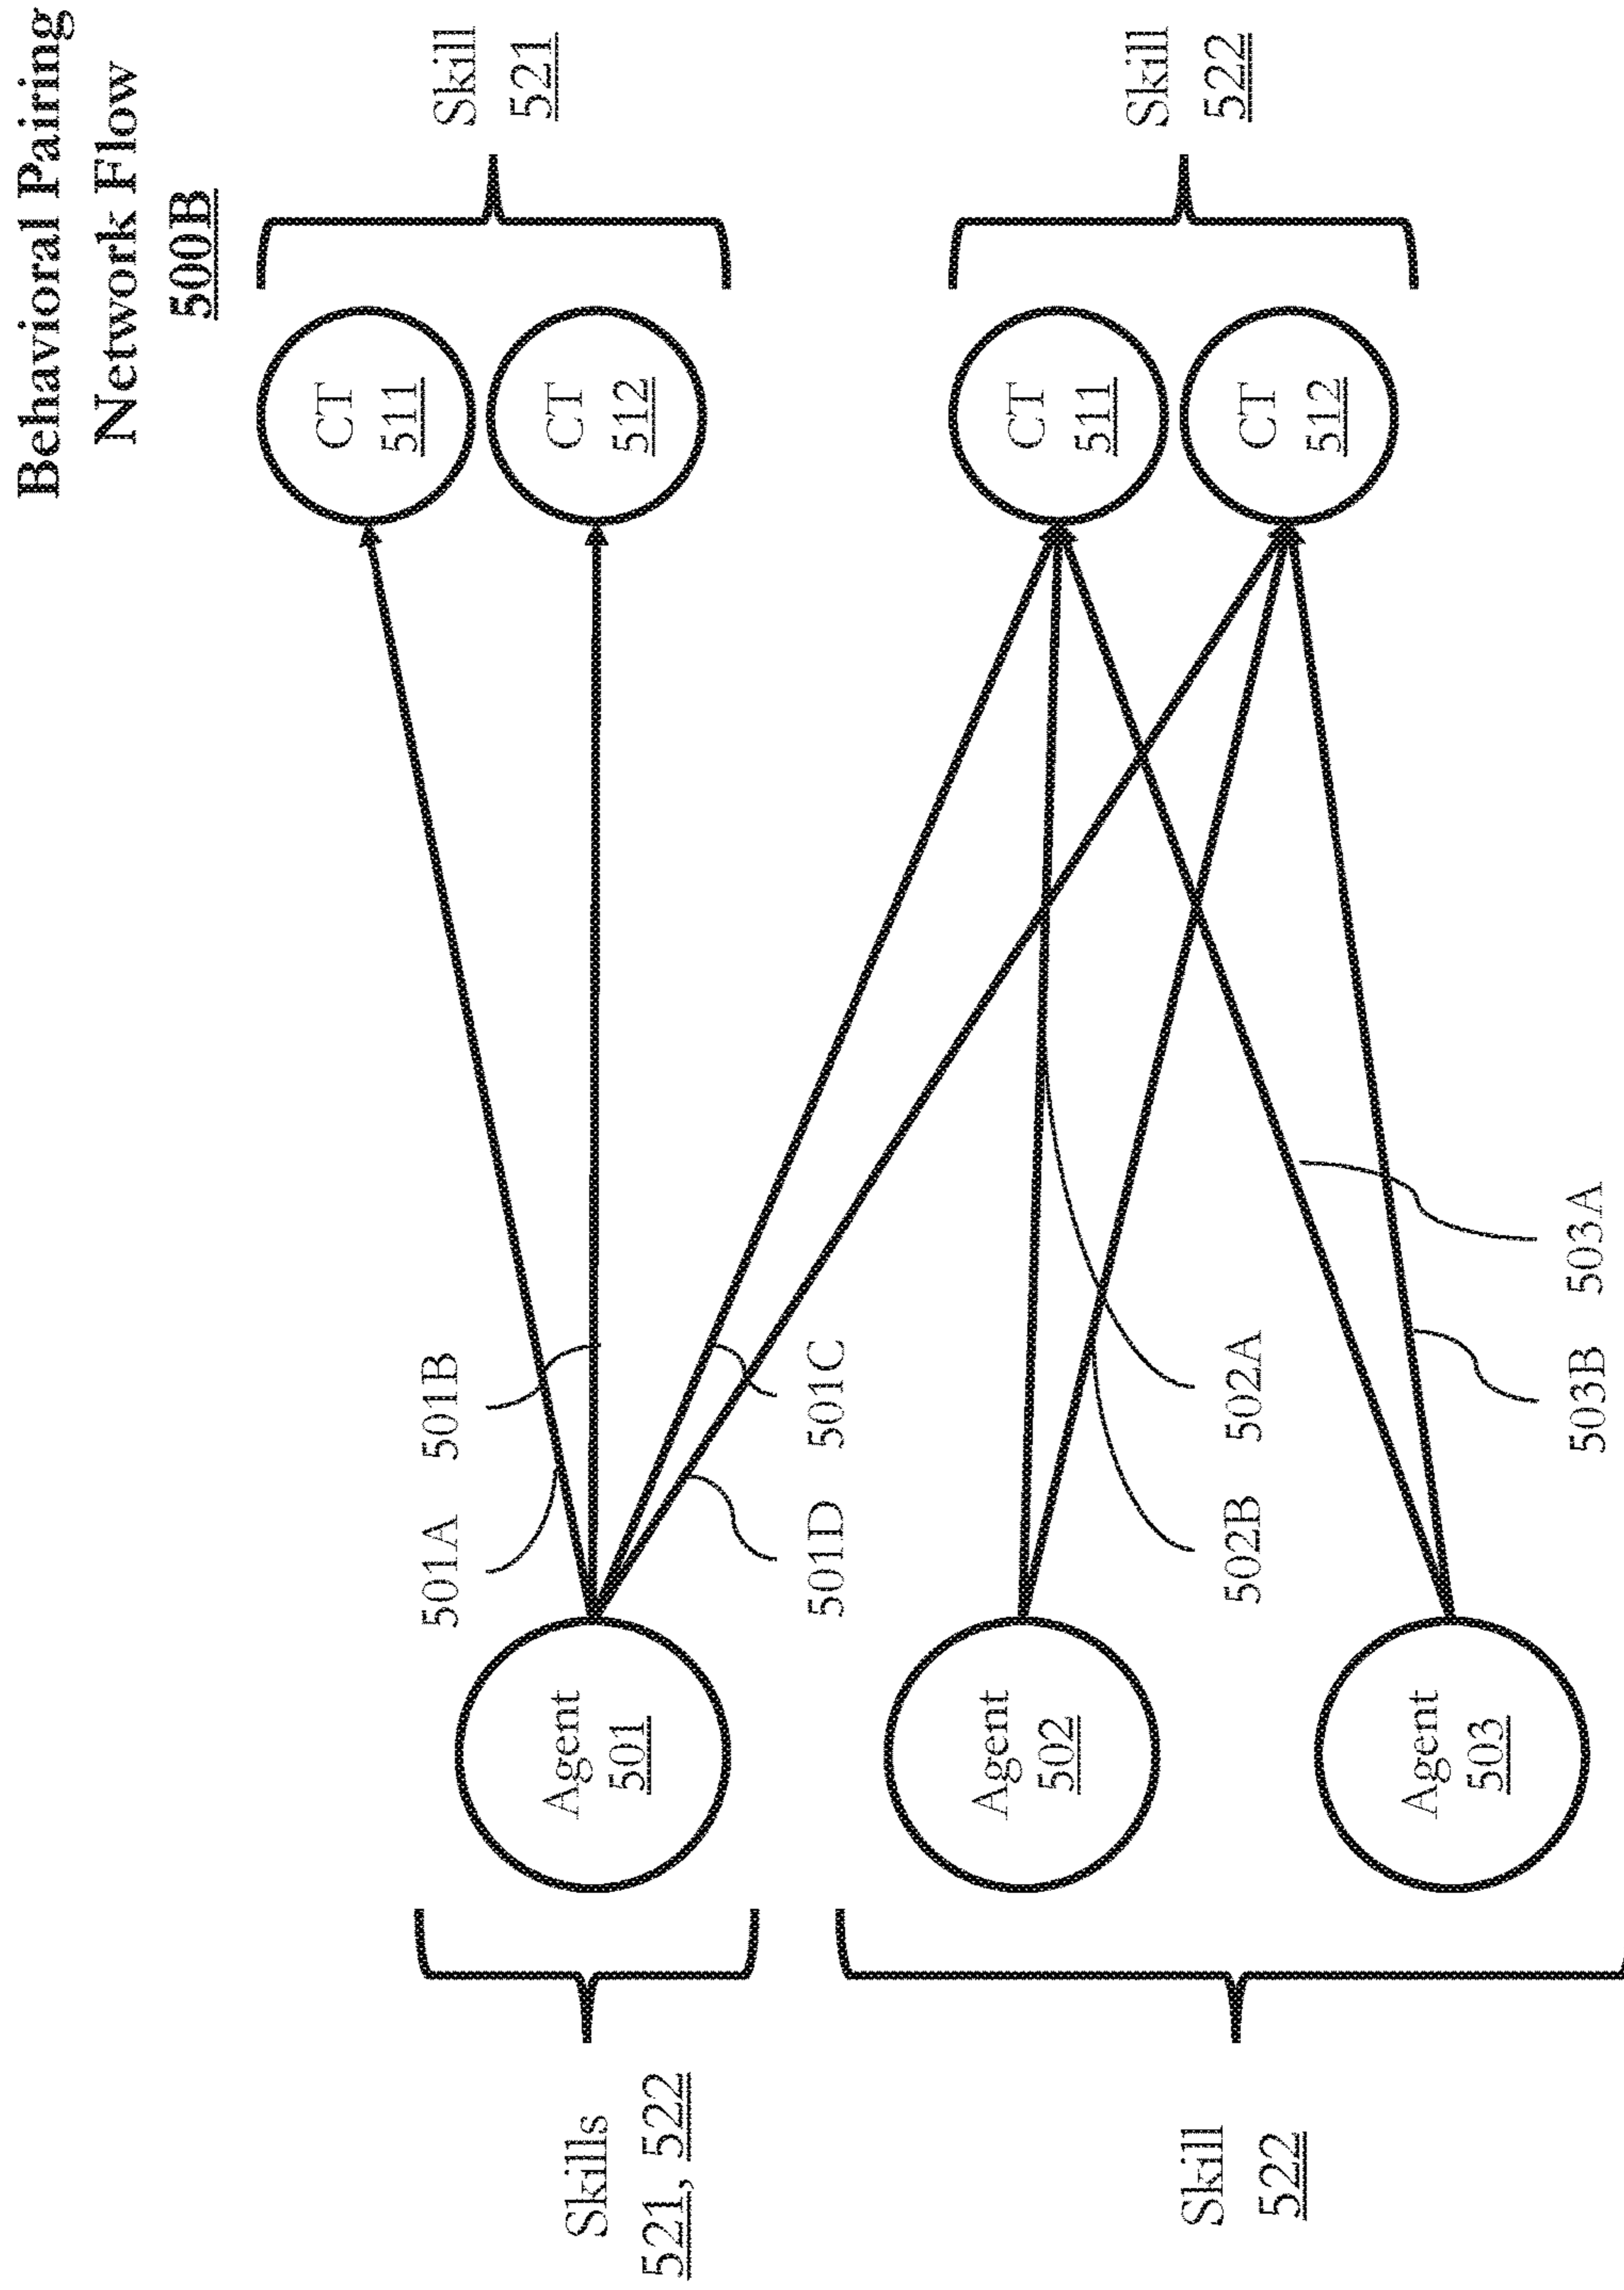 Behavioral Pairing
Network Flow
500B
Skills
521, 522
Agent
501
501A
501B
501C
501D
CT
511
CT
512
Skill
521
Skill
522
Agent
502
Agent
503
502A
502B
503A
503B
CT
511
CT
512
Skill
522